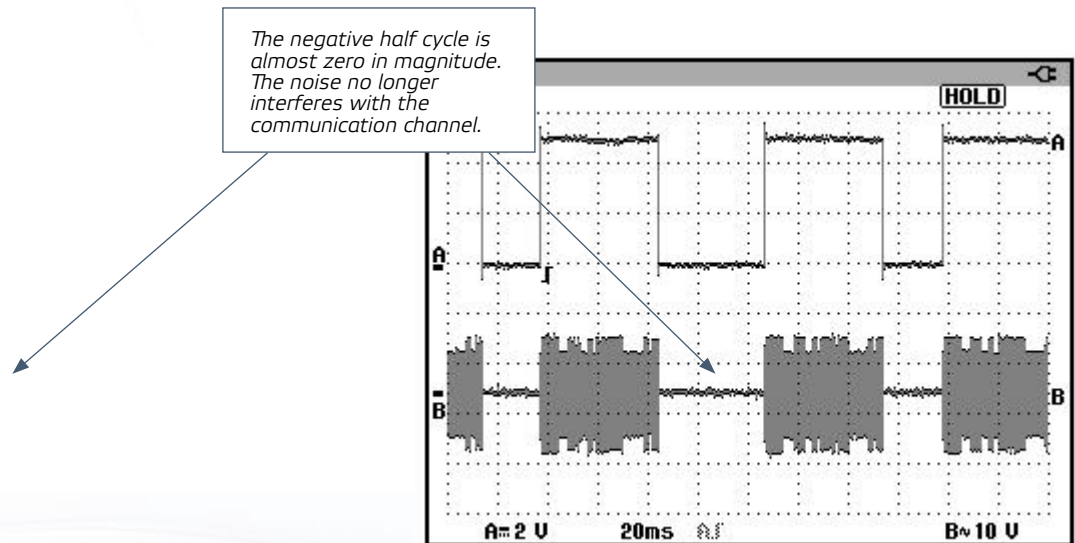 The negative half cycle is
almost zero in magnitude.
The noise no longer
interferes with the
communication channel.
HOLD
A
A
B
B
A=2 V 20ms B~10 V